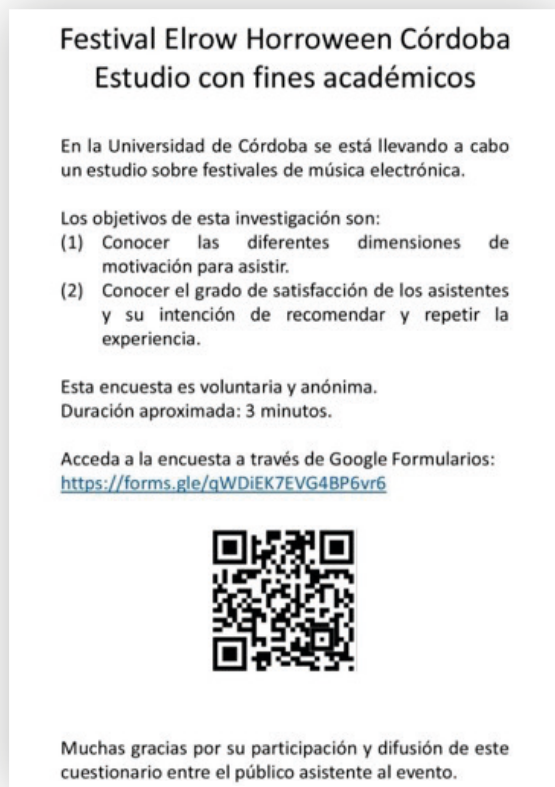 Festival Elrow Horroween Córdoba
Estudio con fines académicos
En la Universidad de Córdoba se está llevando a cabo
un estudio sobre festivales de música electrónica.
Los objetivos de esta investigación son:
(1) Conocer las diferentes dimensiones de
motivación para asistir.
(2) Conocer el grado de satisfacción de los asistentes
y su intención de recomendar y repetir la
experiencia.
Esta encuesta es voluntaria y anónima.
Duración aproximada: 3 minutos.
Acceda a la encuesta a través de Google Formularios:
https://forms.gle/qWDiEK7EVG4BP6vr6
Muchas gracias por su participación y difusión de este
cuestionario entre el público asistente al evento.